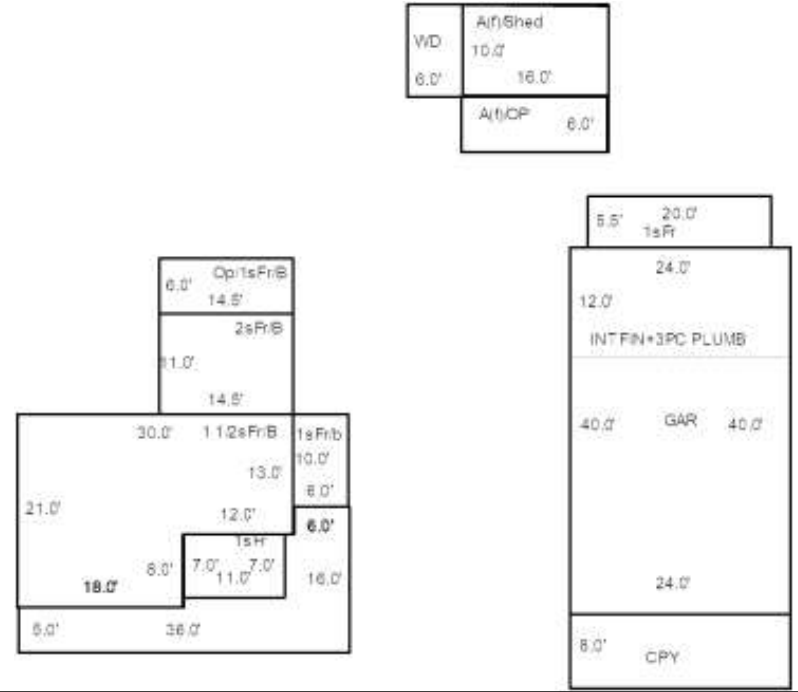 A(f)/Shed
WD
10.0'
6.0'
16.0'
A(f)/OP
6.0'
5.5'
20.0'
1sFr
24.0'
12.0'
INT FIN+3PC PLUMB
40.0'
GAR
40.0'
24.0'
8.0'
CPY
Op/1sFr/B
6.0'
14.5'
2sFr/B
11.0'
14.5'
30.0'
1 1/2sFr/B
1sFr/b
10.0'
13.0'
6.0'
21.0'
12.0'
6.0'
1sFr
8.0'
7.0'
7.0'
11.0'
16.0'
18.0'
5.0'
36.0'